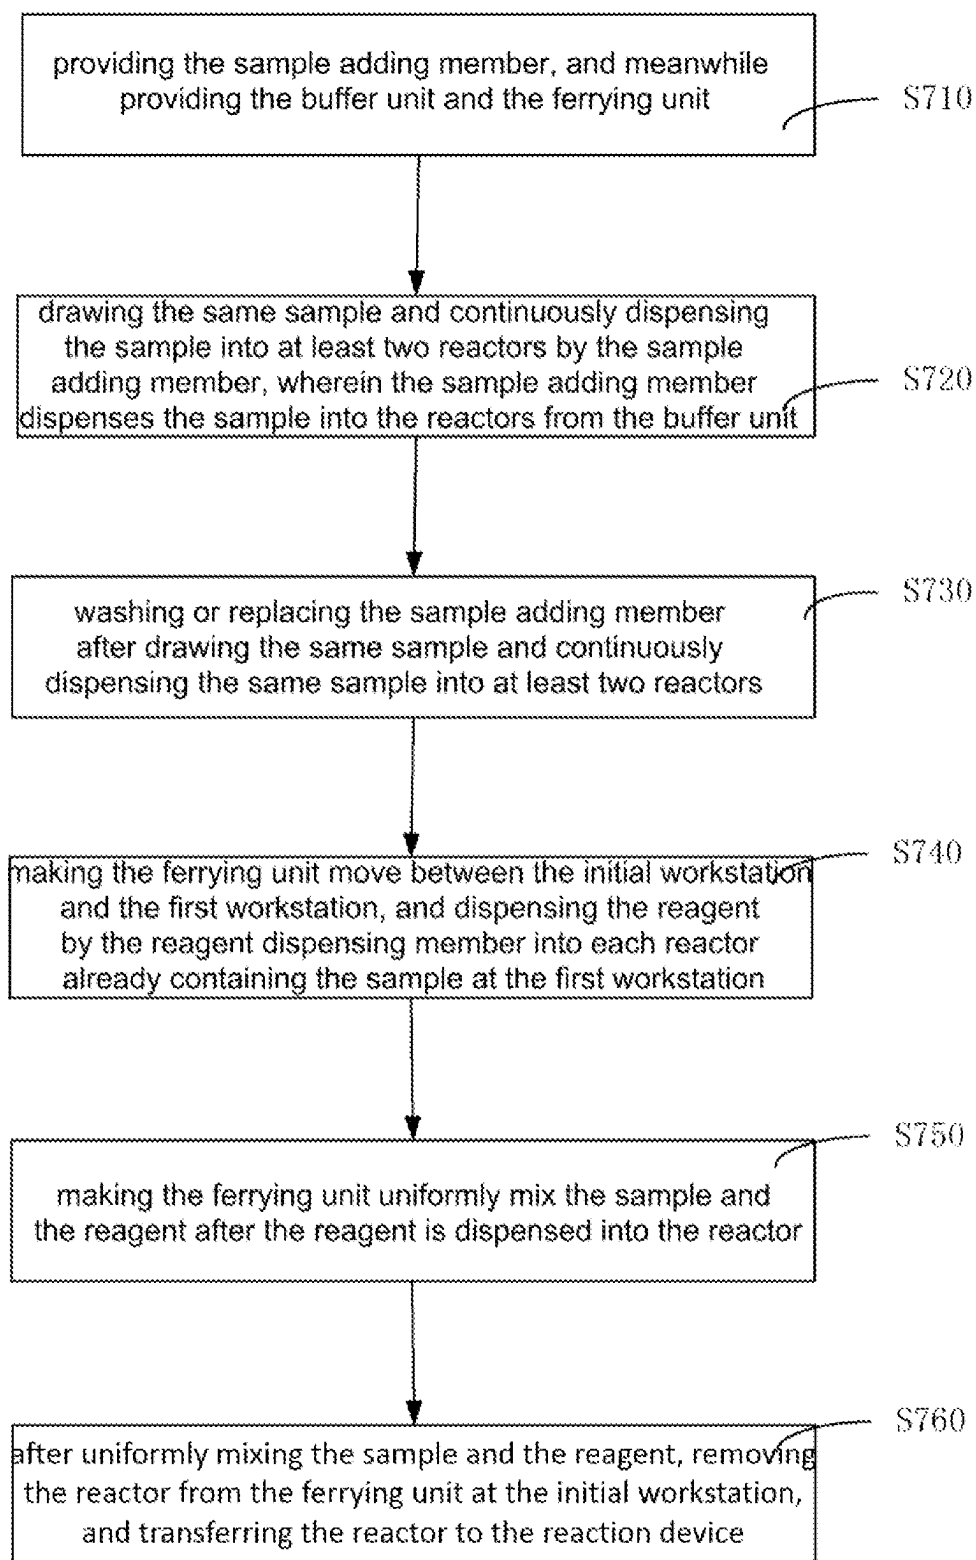 providing the sample adding member, and meanwhile
providing the buffer unit and the ferrying unit
S710
drawing the same sample and continuously dispensing
the sample into at least two reactors by the sample
adding member, wherein the sample adding member
dispenses the sample into the reactors from the buffer unit
S720
washing or replacing the sample adding member
after drawing the same sample and continuously
dispensing the same sample into at least two reactors
S730
making the ferrying unit move between the initial workstation
and the first workstation, and dispensing the reagent
by the reagent dispensing member into each reactor
already containing the sample at the first workstation
S740
making the ferrying unit uniformly mix the sample and
the reagent after the reagent is dispensed into the reactor
S750
after uniformly mixing the sample and the reagent, removing
the reactor from the ferrying unit at the initial workstation,
and transferring the reactor to the reaction device
S760